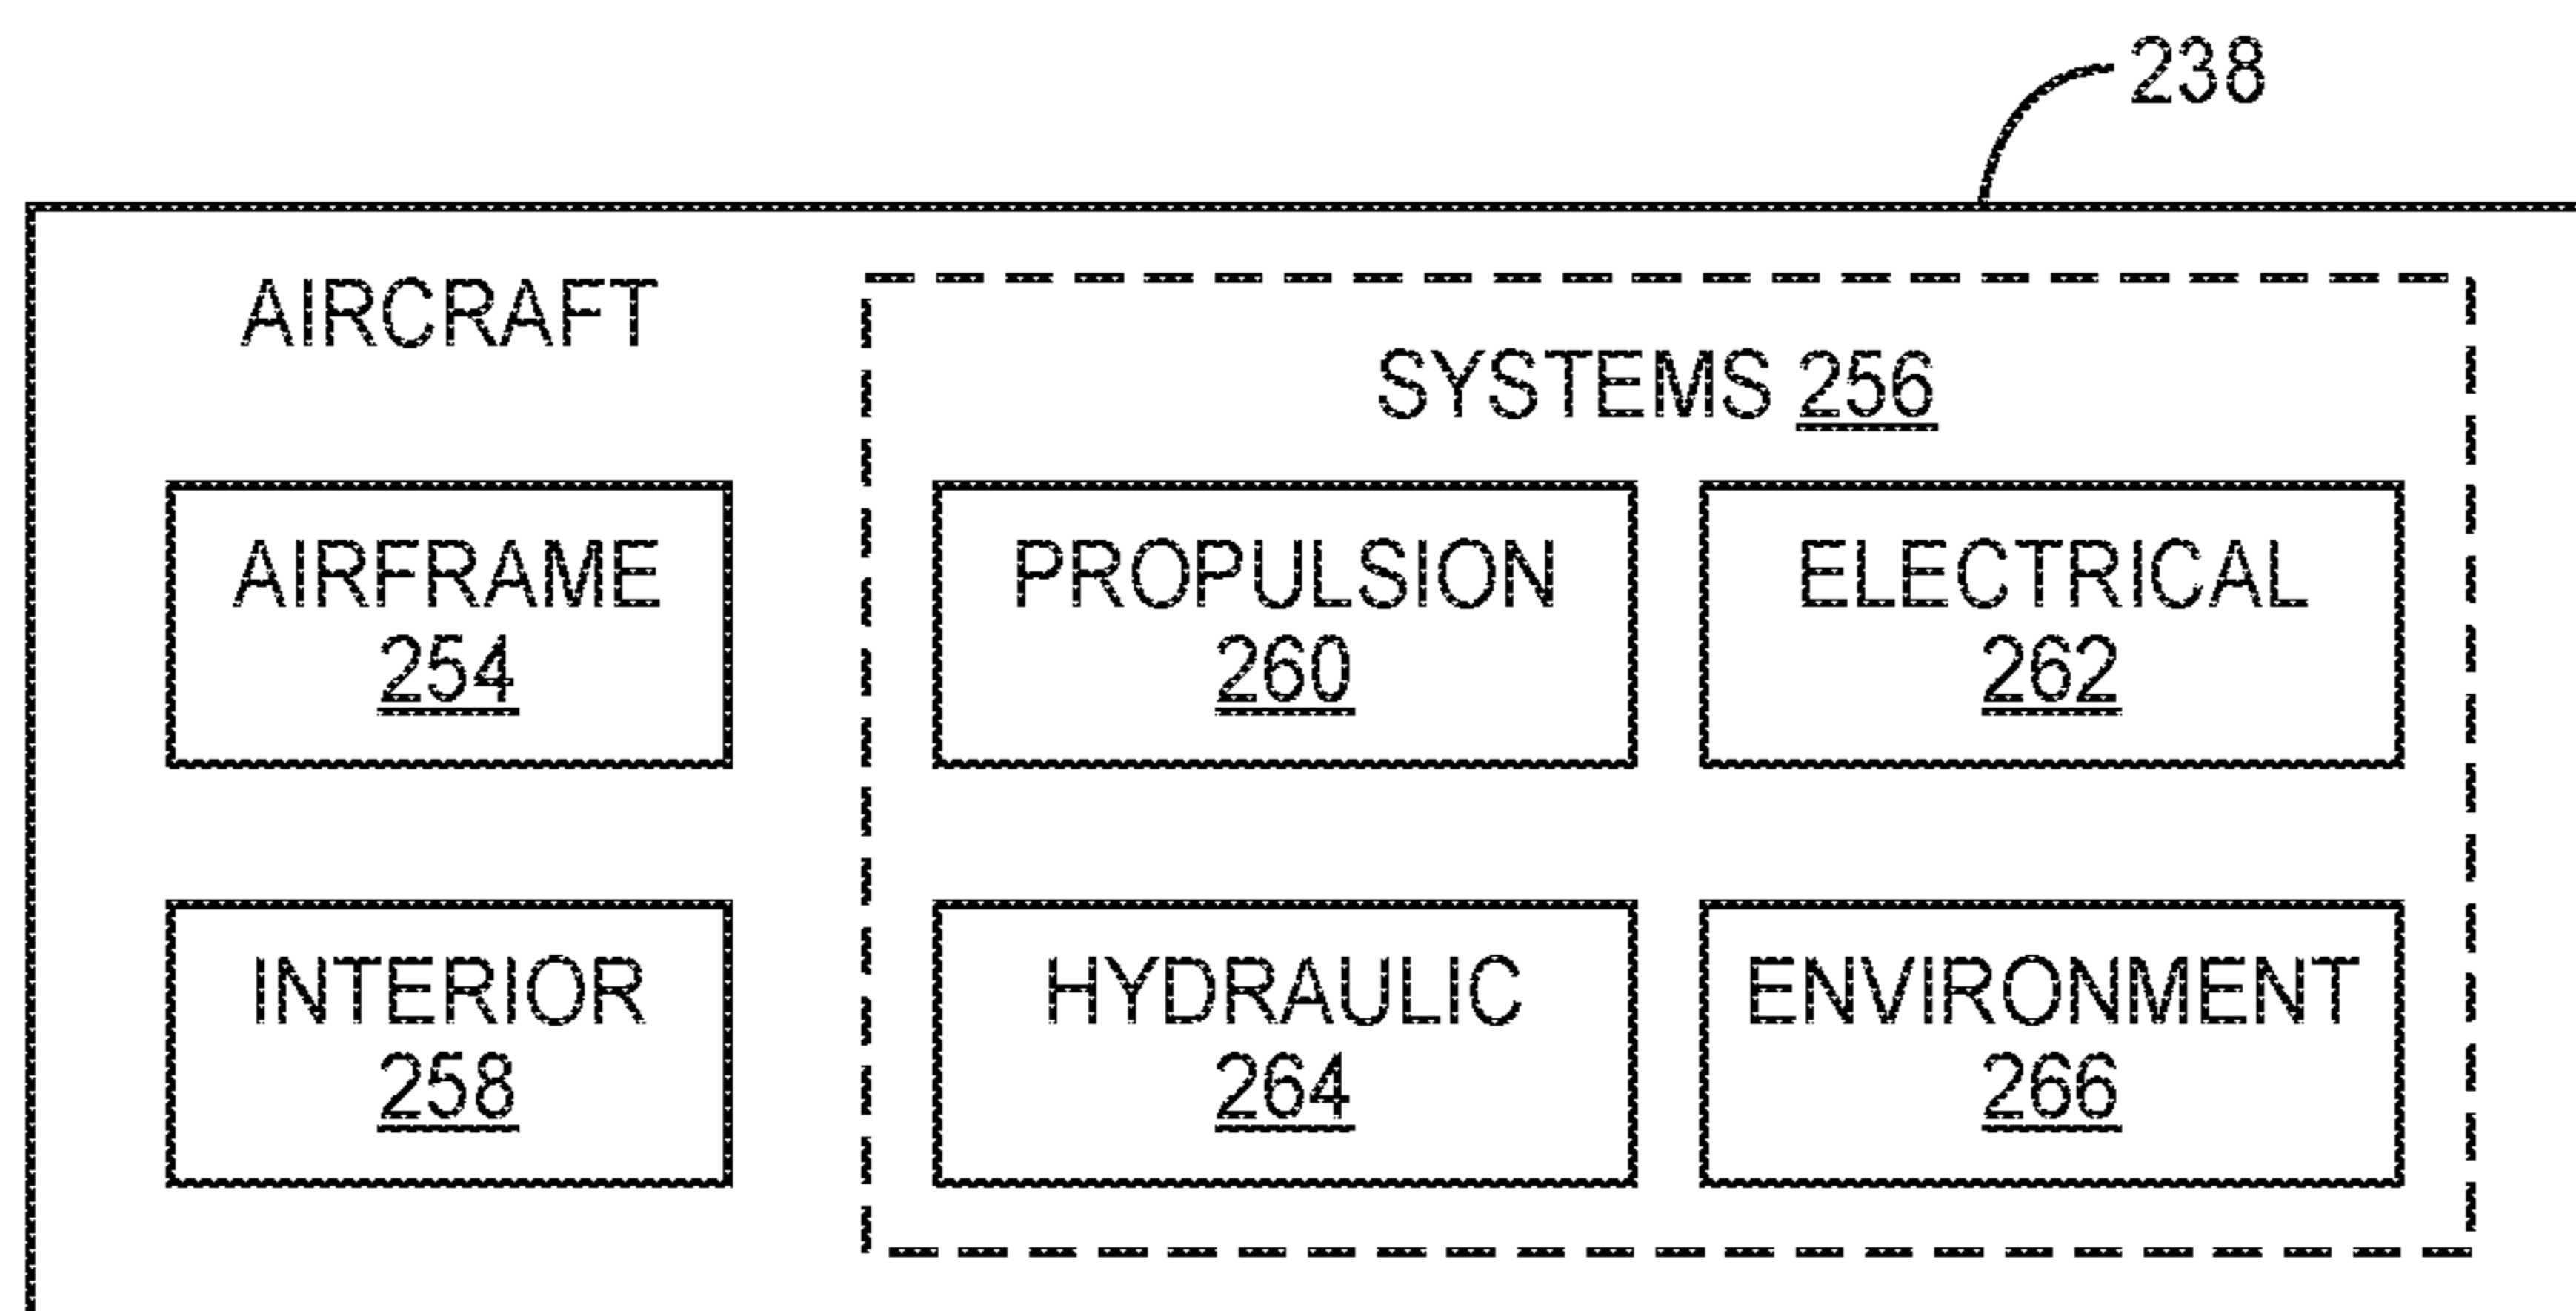 238
AIRCRAFT
SYSTEMS 256
AIRFRAME
254
PROPULSION
260
ELECTRICAL
262
INTERIOR
258
HYDRAULIC
264
ENVIRONMENT
266